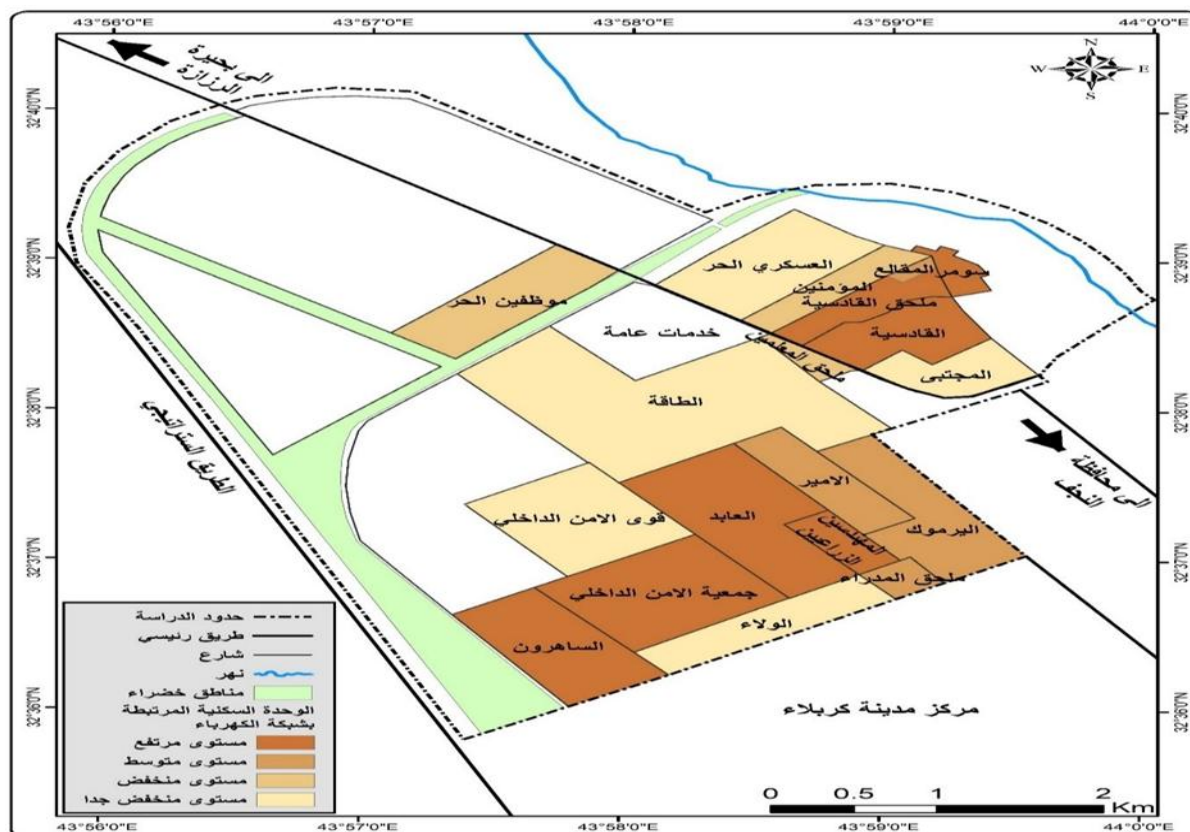 43°56'0"E 43°57'0"E 43°58'0"E 43°59'0"E 44°0'0"E
N
W E
S
الى بحيرة
الرزازة
32°40'0"N 32°40'0"N
32°39'0"N 32°39'0"N
32°38'0"N 32°38'0"N
32°37'0"N 32°37'0"N
32°36'0"N 32°36'0"N
العسكري الحر
سومر
المقالع
المؤمنين
موظفين الحر
ملحق القادسية
خدمات عامة
القادسية
ملحق المعلمين
المجتبى
الطاقة
الطريق الستراتيجي
الى محافظة
النجف
الامير
العابد
قوى الامن الداخلي
اليرموك
المهندسين
الزراعين
ملحق المدراء
جمعية الامن الداخلي
الولاء
الساهرون
مركز مدينة كربلاء
حدود الدراسة
طريق رئيسي
شارع
نهر
مناطق خضراء
الوحدة السكنية المرتبطة
بشبكة الكهرباء
مستوى مرتفع
مستوى متوسط
مستوى منخفض
مستوى منخفض جدا
0 0.5 1 2
Km
43°56'0"E 43°57'0"E 43°58'0"E 43°59'0"E 44°0'0"E